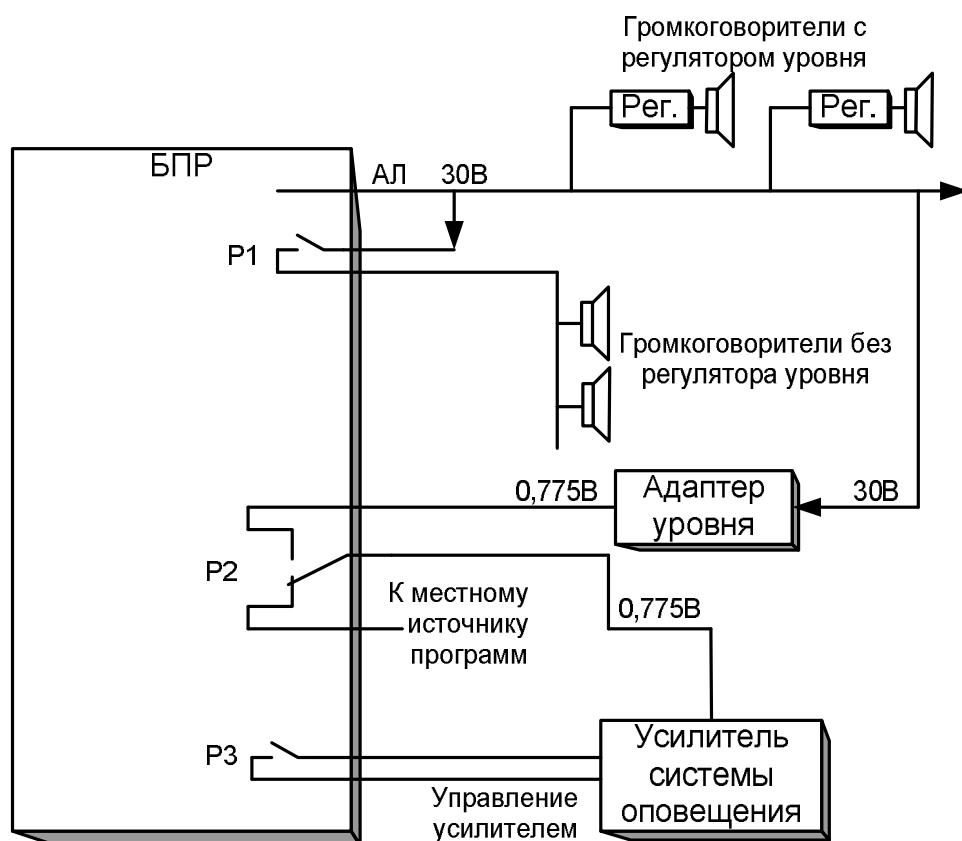 Громкоговорители с
регулятором уровня
Рег.
Рег.
БПР
АЛ
30В
Р1
Громкоговорители без
регулятора уровня
0,775В
Адаптер
уровня
30В
Р2
К местному
источнику
программ
0,775В
Р3
Усилитель
системы
оповещения
Управление
усилителем